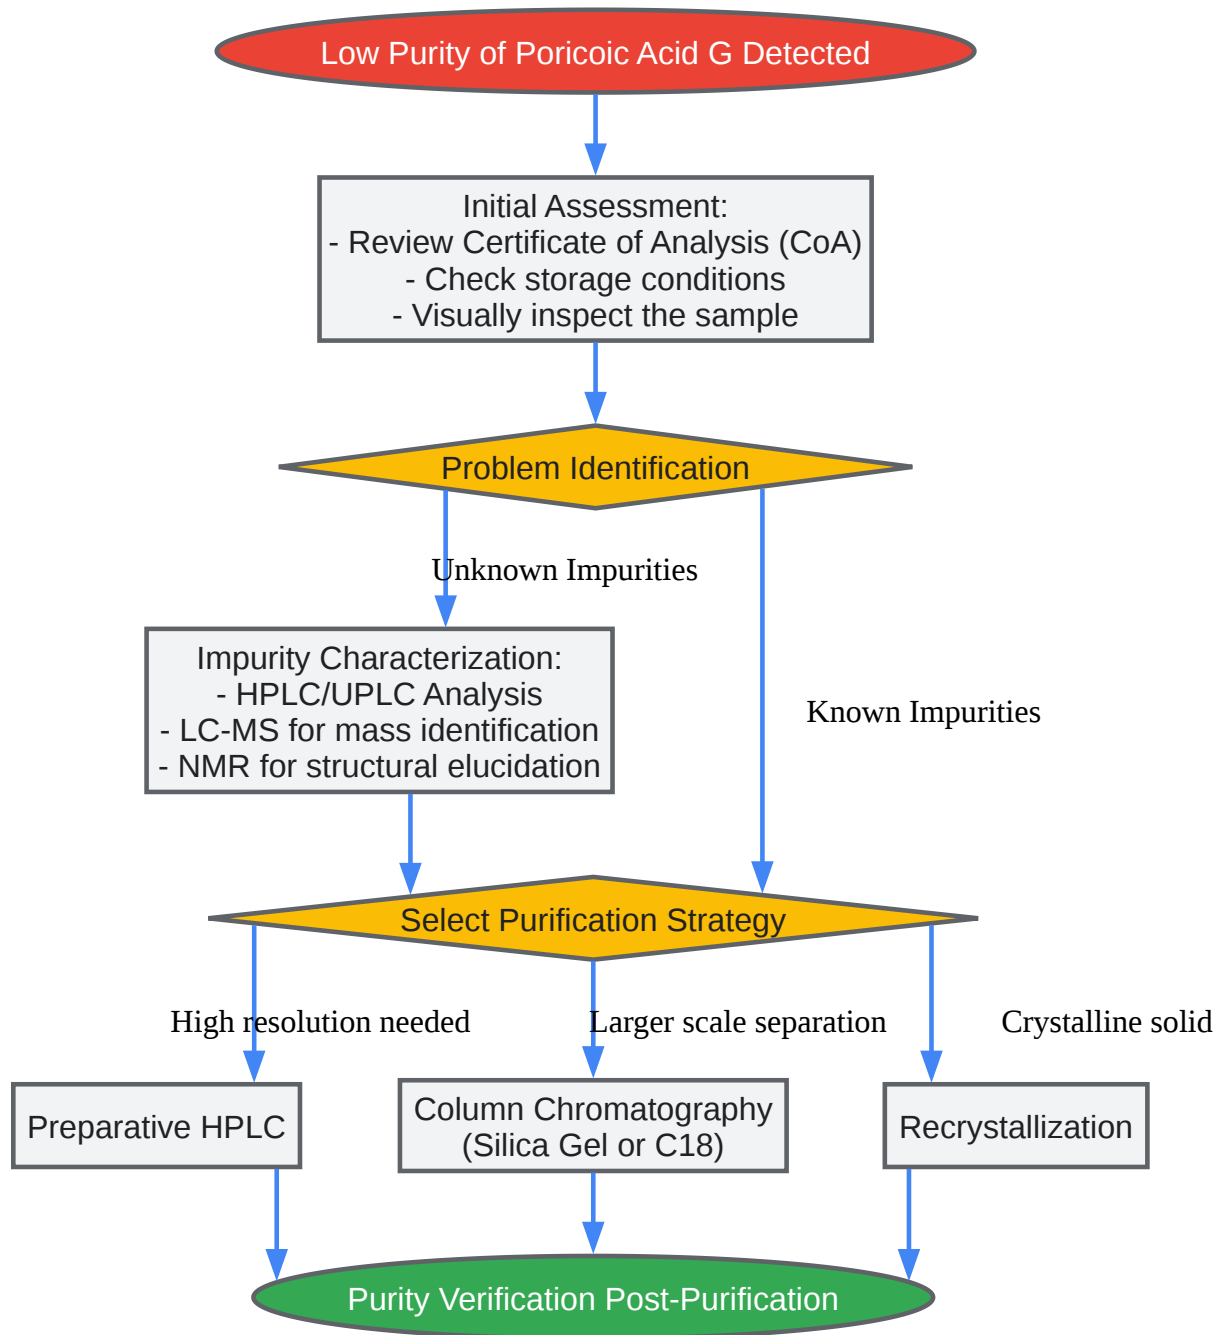 Low Purity of Poricoic Acid G Detected
Initial Assessment:
- Review Certificate of Analysis (CoA)
- Check storage conditions
- Visually inspect the sample
Problem Identification
Unknown Impurities
Impurity Characterization:
- HPLC/UPLC Analysis
- LC-MS for mass identification
- NMR for structural elucidation
Known Impurities
Select Purification Strategy
High resolution needed
Larger scale separation
Crystalline solid
Preparative HPLC
Column Chromatography
(Silica Gel or C18)
Recrystallization
Purity Verification Post-Purification